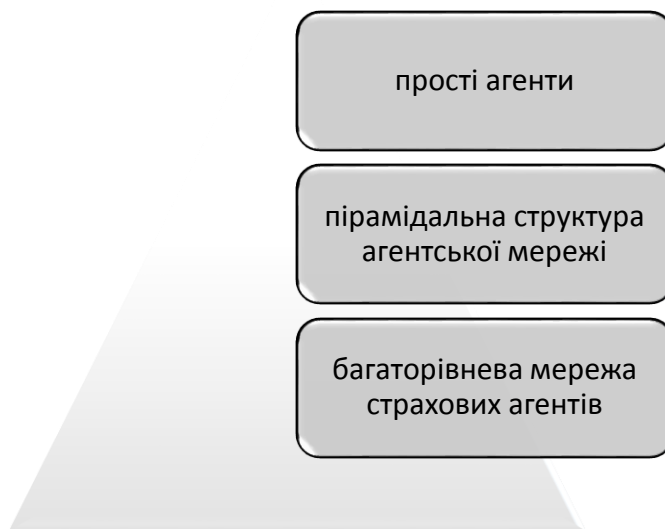 прості агенти
пірамідальна структура
агентської мережі
багаторівнева мережа
страхових агентів